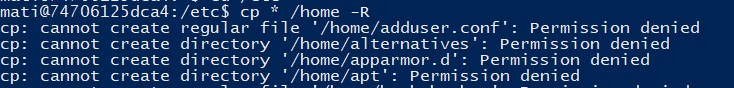 mati@74706125dca4:/etc$ cp * /home -R
cp: cannot create regular file '/home/adduser.conf': Permission denied
cp: cannot create directory '/home/alternatives': Permission denied
cp: cannot create directory '/home/apparmor.d': Permission denied
cp: cannot create directory '/home/apt': Permission denied